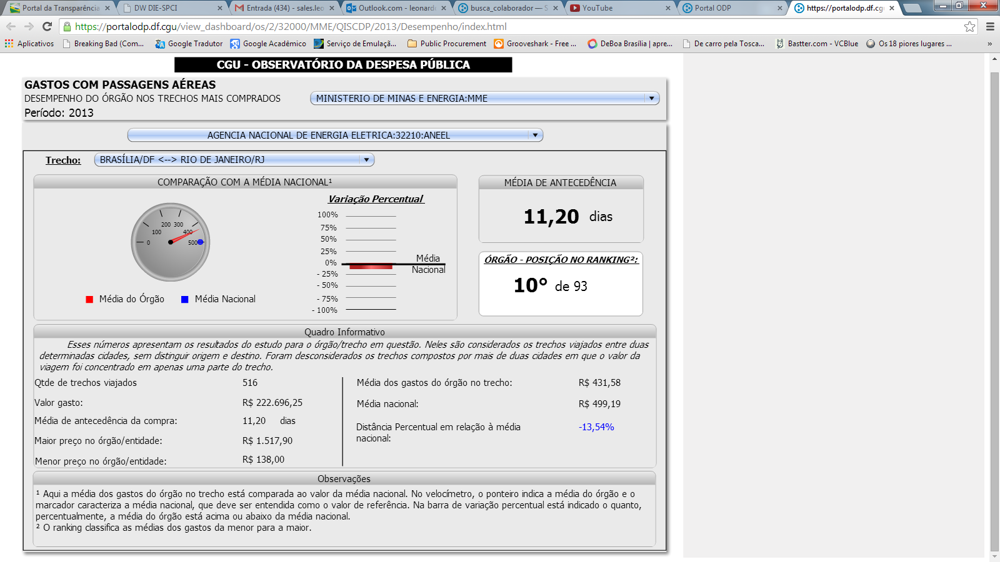 Portal da Transparência
DW DIE-SPCI
Entrada (434) - sales.leo
Outlook.com - leonard
busca_colaborador — S
YouTube
Portal ODP
https://portalodp.df.cg
https://portalodp.df.cgu/view_dashboard/os/2/32000/MME/QISCDP/2013/Desempenho/index.html
Aplicativos
Breaking Bad (Com...
Google Tradutor
Google Acadêmico
Serviço de Emulaçã...
Public Procurement
Grooveshark - Free ...
DeBoa Brasília | apre...
De carro pela Tosca...
Bastter.com - VCBlue
Os 18 piores lugares ...
»
CGU - OBSERVATÓRIO DA DESPESA PÚBLICA
GASTOS COM PASSAGENS AÉREAS
DESEMPENHO DO ÓRGÃO NOS TRECHOS MAIS COMPRADOS
MINISTERIO DE MINAS E ENERGIA:MME
Período: 2013
AGENCIA NACIONAL DE ENERGIA ELETRICA:32210:ANEEL
Trecho:
BRASÍLIA/DF <--> RIO DE JANEIRO/RJ
COMPARAÇÃO COM A MÉDIA NACIONAL¹
0
100
200
300
400
500
Média do Órgão
Média Nacional
Variação Percentual
100%
75%
50%
25%
0%
- 25%
- 50%
- 75%
- 100%
Média
Nacional
MÉDIA DE ANTECEDÊNCIA
11,20 dias
ÓRGÃO - POSIÇÃO NO RANKING²:
10° de 93
Quadro Informativo
Esses números apresentam os resultados do estudo para o órgão/trecho em questão. Neles são considerados os trechos viajados entre duas
determinadas cidades, sem distinguir origem e destino. Foram desconsiderados os trechos compostos por mais de duas cidades em que o valor da
viagem foi concentrado em apenas uma parte do trecho.
Qtde de trechos viajados 516
Valor gasto: R$ 222.696,25
Média de antecedência da compra: 11,20 dias
Maior preço no órgão/entidade: R$ 1.517,90
Menor preço no órgão/entidade: R$ 138,00
Média dos gastos do órgão no trecho: R$ 431,58
Média nacional: R$ 499,19
Distância Percentual em relação à média -13,54%
nacional:
Observações
¹ Aqui a média dos gastos do órgão no trecho está comparada ao valor da média nacional. No velocímetro, o ponteiro indica a média do órgão e o
marcador caracteriza a média nacional, que deve ser entendida como o valor de referência. Na barra de variação percentual está indicado o quanto,
percentualmente, a média do órgão está acima ou abaixo da média nacional.
² O ranking classifica as médias dos gastos da menor para a maior.